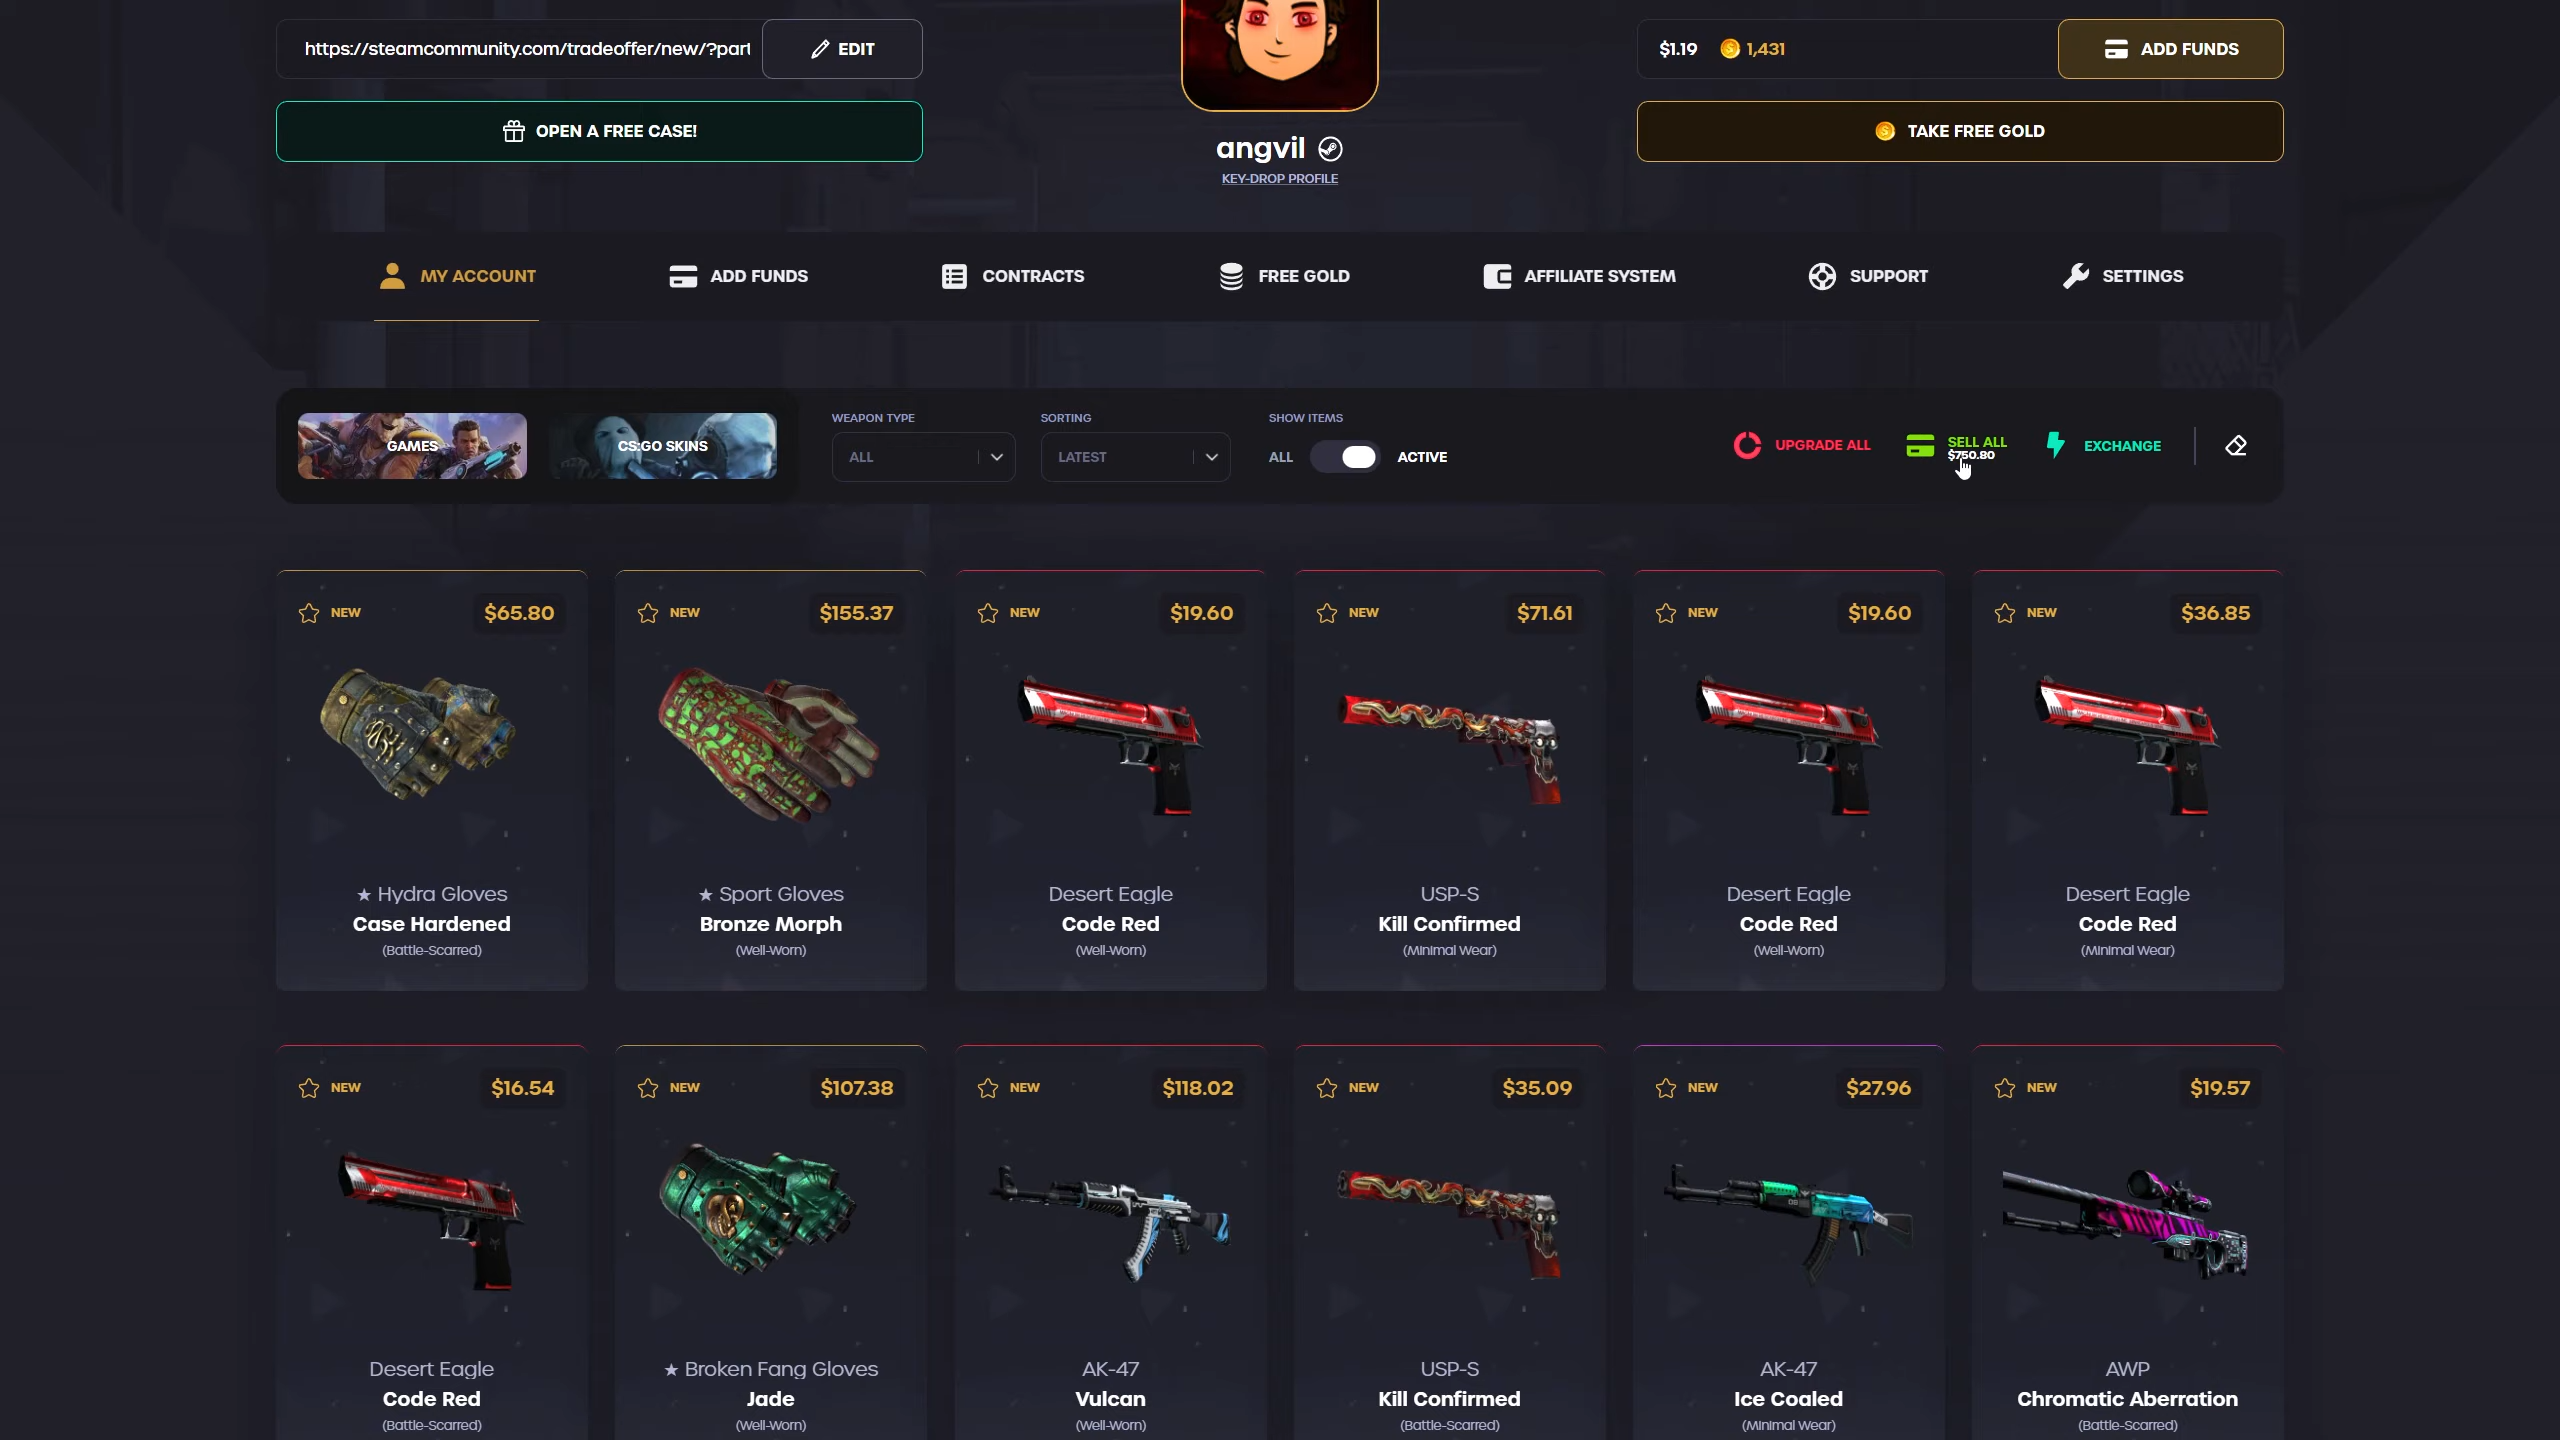 https://steamcommunity.com/tradeoffer/new/?part
EDIT
$1.19 1,431
ADD FUNDS
OPEN A FREE CASE!
TAKE FREE GOLD
angvil
KEY-DROP PROFILE
MY ACCOUNT ADD FUNDS CONTRACTS FREE GOLD AFFILIATE SYSTEM SUPPORT SETTINGS
GAMES
CS:GO SKINS
WEAPON TYPE
ALL
SORTING
LATEST
SHOW ITEMS
ALL ACTIVE
UPGRADE ALL
SELL ALL
$750.80
EXCHANGE
NEW $65.80
★ Hydra Gloves
Case Hardened
(Battle-Scarred)
NEW $155.37
★ Sport Gloves
Bronze Morph
(Well-Worn)
NEW $19.60
Desert Eagle
Code Red
(Well-Worn)
NEW $71.61
USP-S
Kill Confirmed
(Minimal Wear)
NEW $19.60
Desert Eagle
Code Red
(Well-Worn)
NEW $36.85
Desert Eagle
Code Red
(Minimal Wear)
NEW $16.54
Desert Eagle
Code Red
(Battle-Scarred)
NEW $107.38
★ Broken Fang Gloves
Jade
(Well-Worn)
NEW $118.02
AK-47
Vulcan
(Well-Worn)
NEW $35.09
USP-S
Kill Confirmed
(Battle-Scarred)
NEW $27.96
AK-47
Ice Coaled
(Minimal Wear)
NEW $19.57
AWP
Chromatic Aberration
(Battle-Scarred)